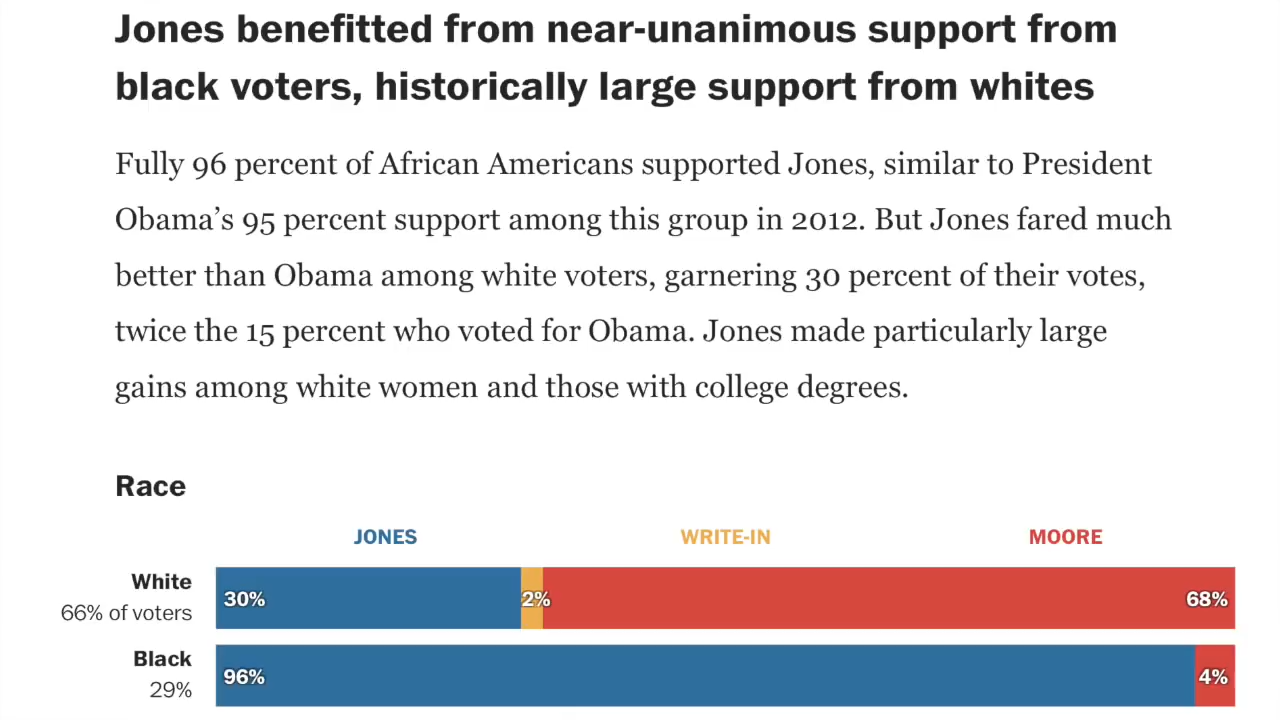 Jones benefitted from near-unanimous support from
black voters, historically large support from whites
Fully 96 percent of African Americans supported Jones, similar to President
Obama’s 95 percent support among this group in 2012. But Jones fared much
better than Obama among white voters, garnering 30 percent of their votes,
twice the 15 percent who voted for Obama. Jones made particularly large
gains among white women and those with college degrees.
Race
JONES WRITE-IN MOORE
White
66% of voters
30% 2% 68%
Black
29%
96% 4%